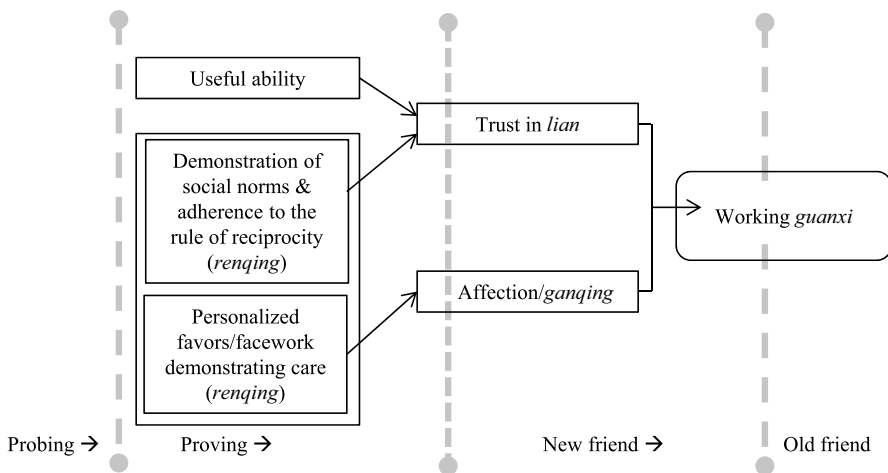 Useful ability
Trust in lian
Demonstration of
social norms &
adherence to the
rule of reciprocity
(renqing)
Working guanxi
Affection/ganqing
Personalized
favors/facework
demonstrating care
(renqing)
Probing →
Proving →
New friend →
Old friend